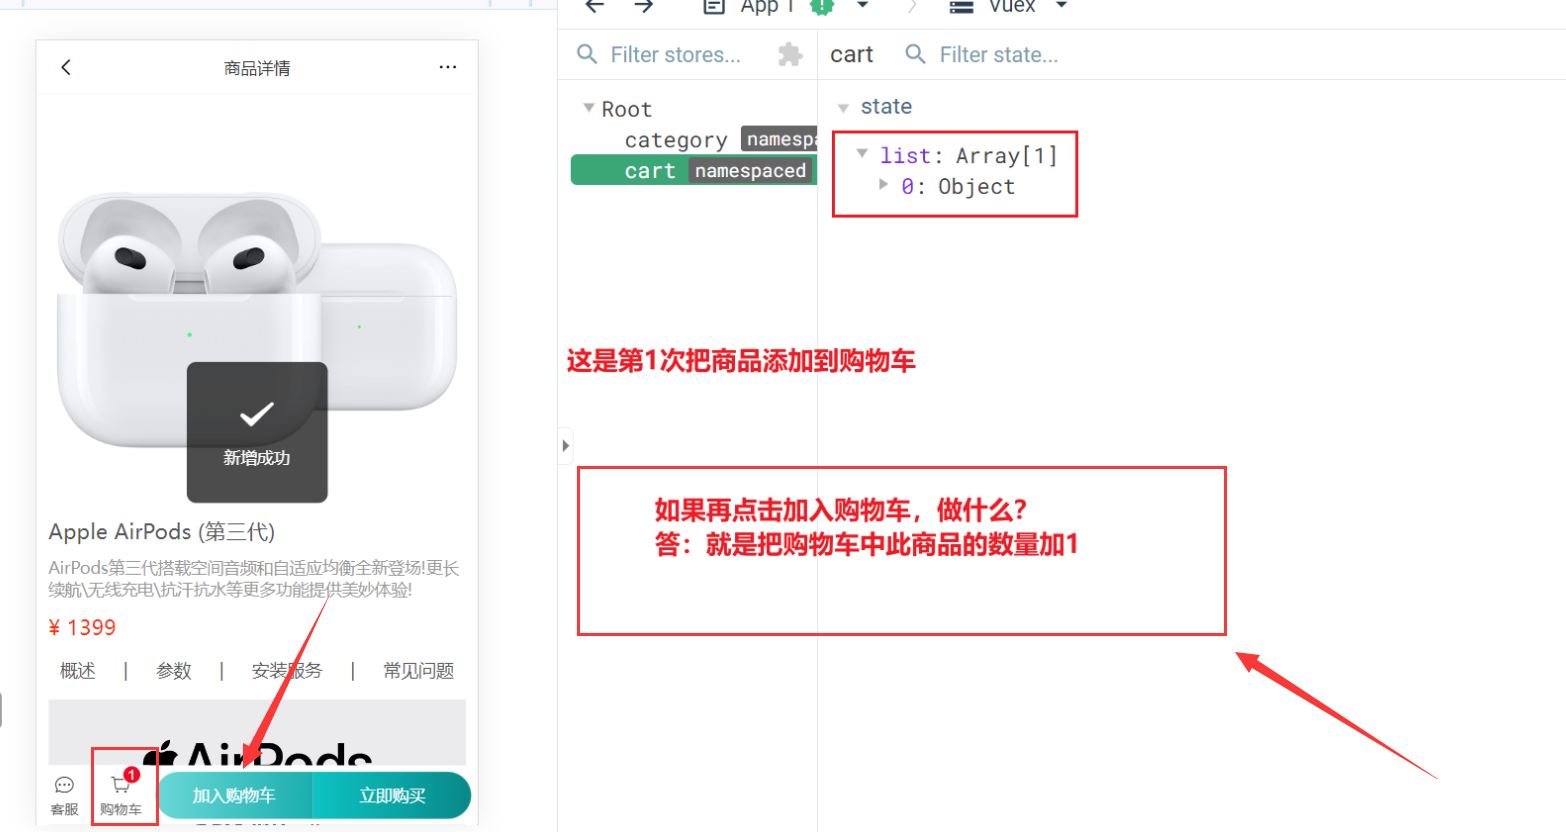 App 1
Vuex
商品详情
Filter stores...
cart
Filter state...
Root
category
cart namespaced
state
list: Array[1]
0: Object
这是第1次把商品添加到购物车
新增成功
如果再点击加入购物车，做什么？
答：就是把购物车中此商品的数量加1
Apple AirPods (第三代)
AirPods第三代搭载空间音频和自适应均衡全新登场!更长
续航\无线充电\抗汗抗水等更多功能提供美妙体验!
¥ 1399
概述 | 参数 | 安装服务 | 常见问题
AirPods
1
客服
购物车
加入购物车
立即购买